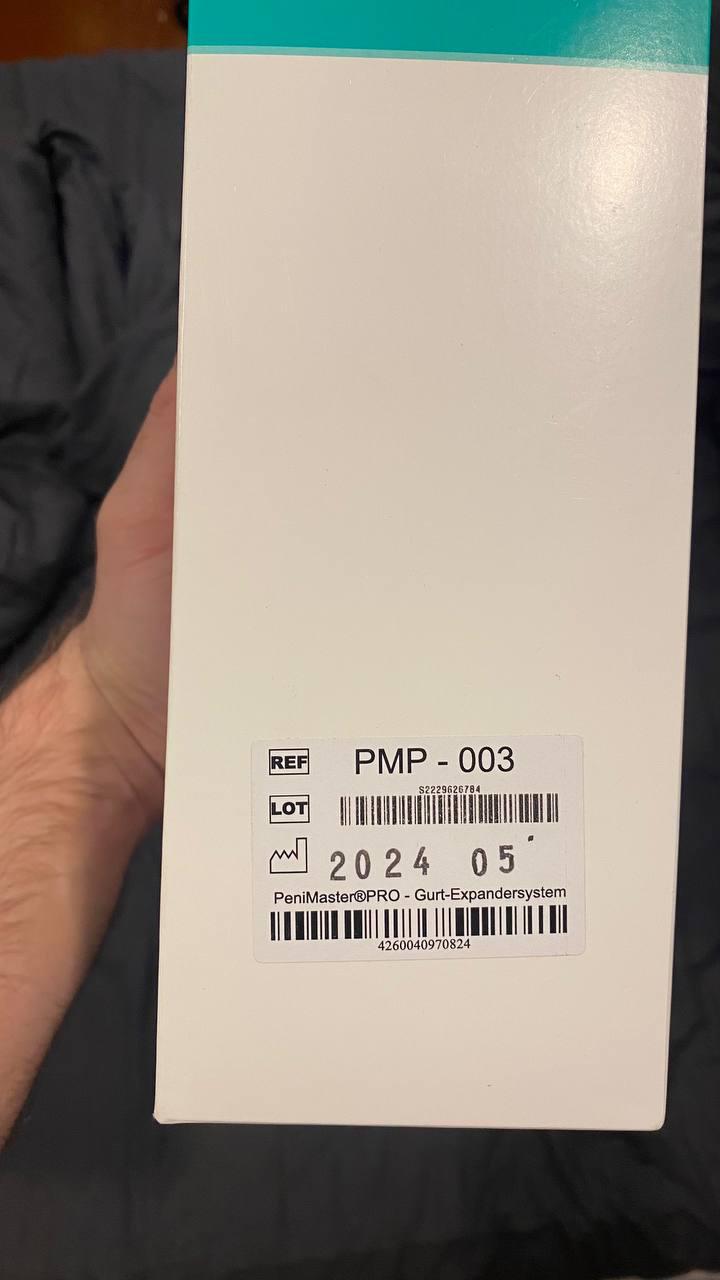 REF PMP - 003
S2229626784
LOT
2024 05
PeniMaster®PRO - Gurt-Expandersystem
4260040970824